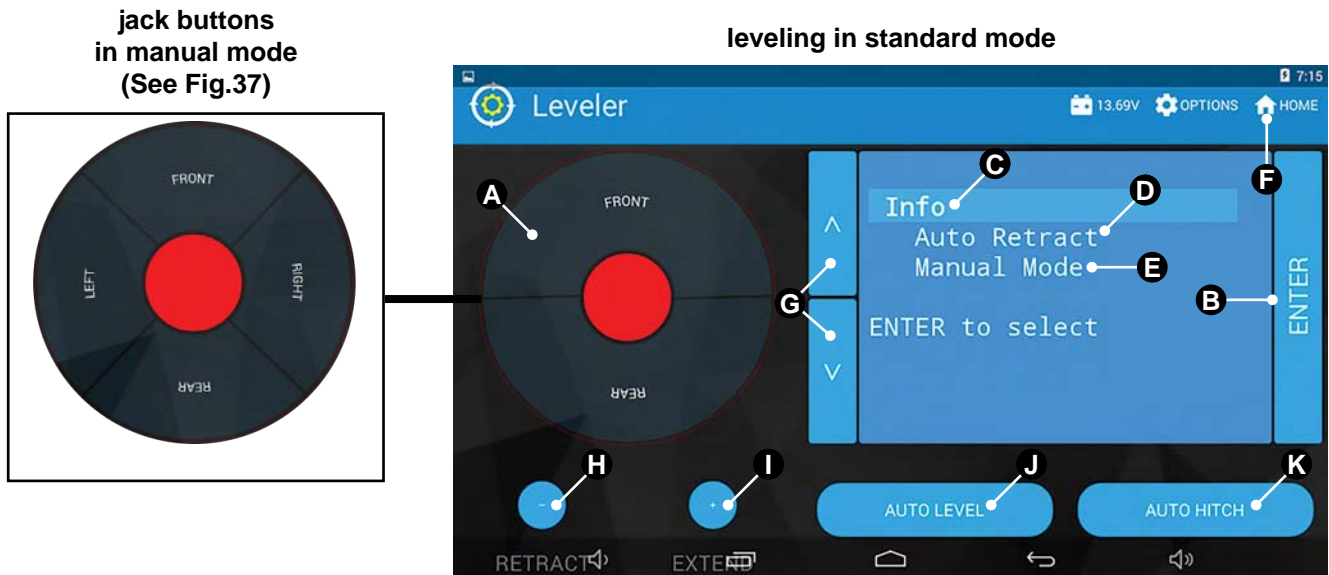 jack buttons
in manual mode
(See Fig.37)
FRONT
LEFT
RIGHT
REAR
leveling in standard mode
7:15
Leveler
13.69V
OPTIONS
HOME
F
A
FRONT
REAR
G
^
v
C
Info
D
Auto Retract
Manual Mode
E
ENTER to select
B
ENTER
H
-
I
+
J
AUTO LEVEL
K
AUTO HITCH
RETRACT
EXTEND